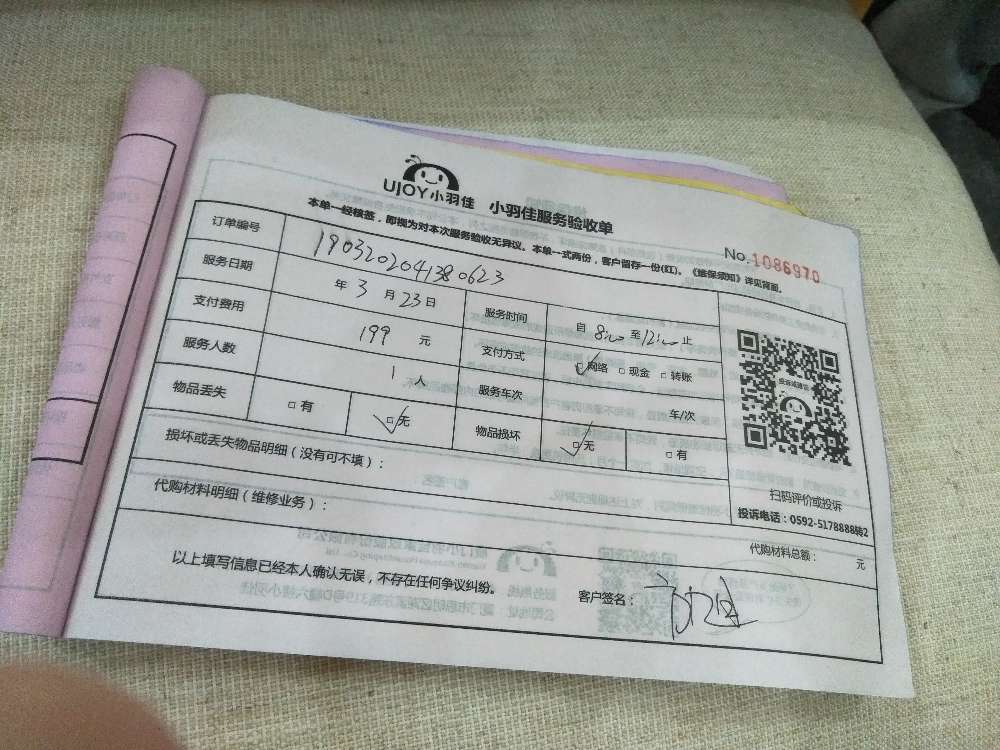 UJOY小羽佳 小羽佳服务验收单
本单一经核签，即视为对本次服务验收无异议。本单一式两份，客户留存一份(红)。《维保须知》详见背面。
No.1086970
订单编号 1903202041380623
服务日期 年 3 月 23 日 服务时间 自 8:00 至 12:00 止
支付费用 199 元 支付方式 ☑网络 □现金 □转账
服务人数 1 人 服务车次 车/次
物品丢失 □有 ☑无 物品损坏 ☑无 □有
损坏或丢失物品明细（没有可不填）：
扫码评价或投诉
投诉电话：0592-5178888转2
代购材料明细（维修业务）：
代购材料总额： 元
以上填写信息已经本人确认无误，不存在任何争议纠纷。
客户签名：